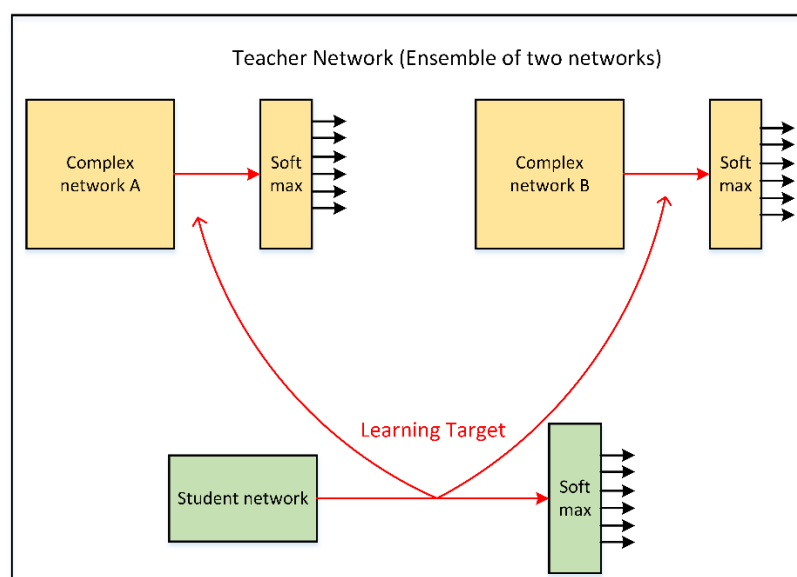 Teacher Network (Ensemble of two networks)
Complex
network A
Soft
max
Complex
network B
Soft
max
Learning Target
Student network
Soft
max